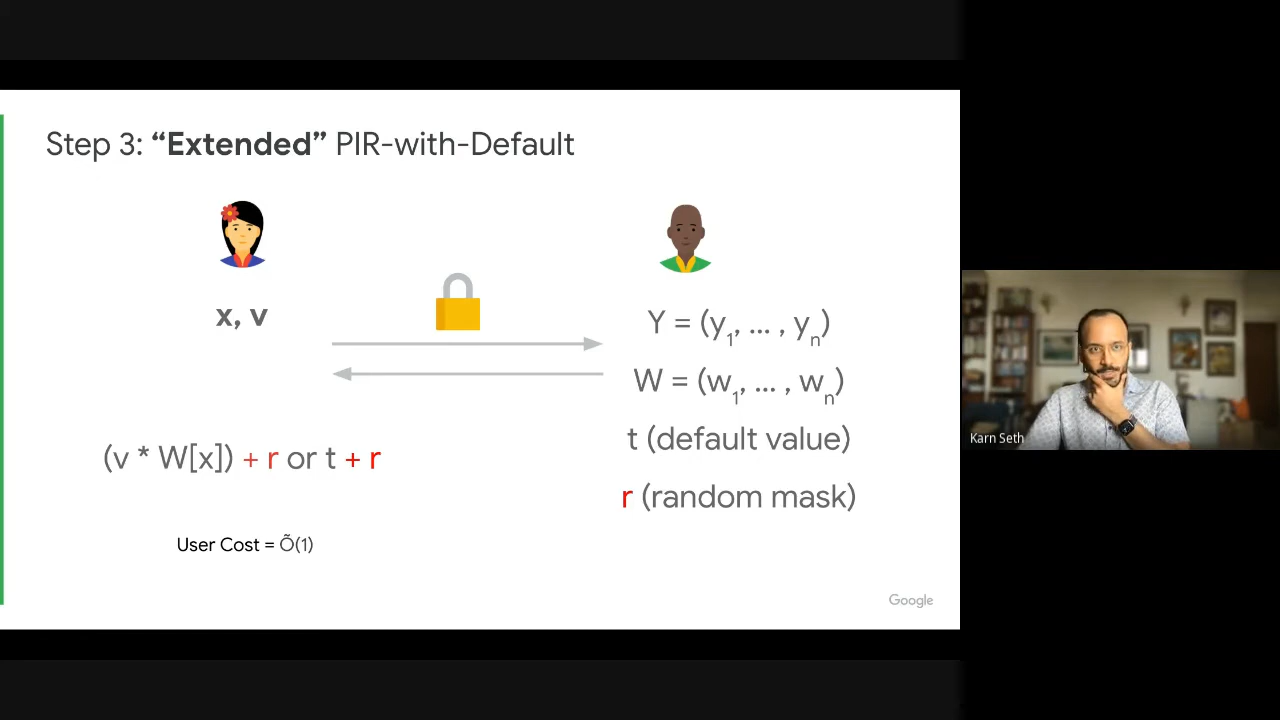 Step 3: “Extended” PIR-with-Default
x, v
Y = (y1, ... , yn)
W = (w1, ... , wn)
t (default value)
(v * W[x]) + r or t + r
r (random mask)
User Cost = Õ(1)
Google
Karn Seth